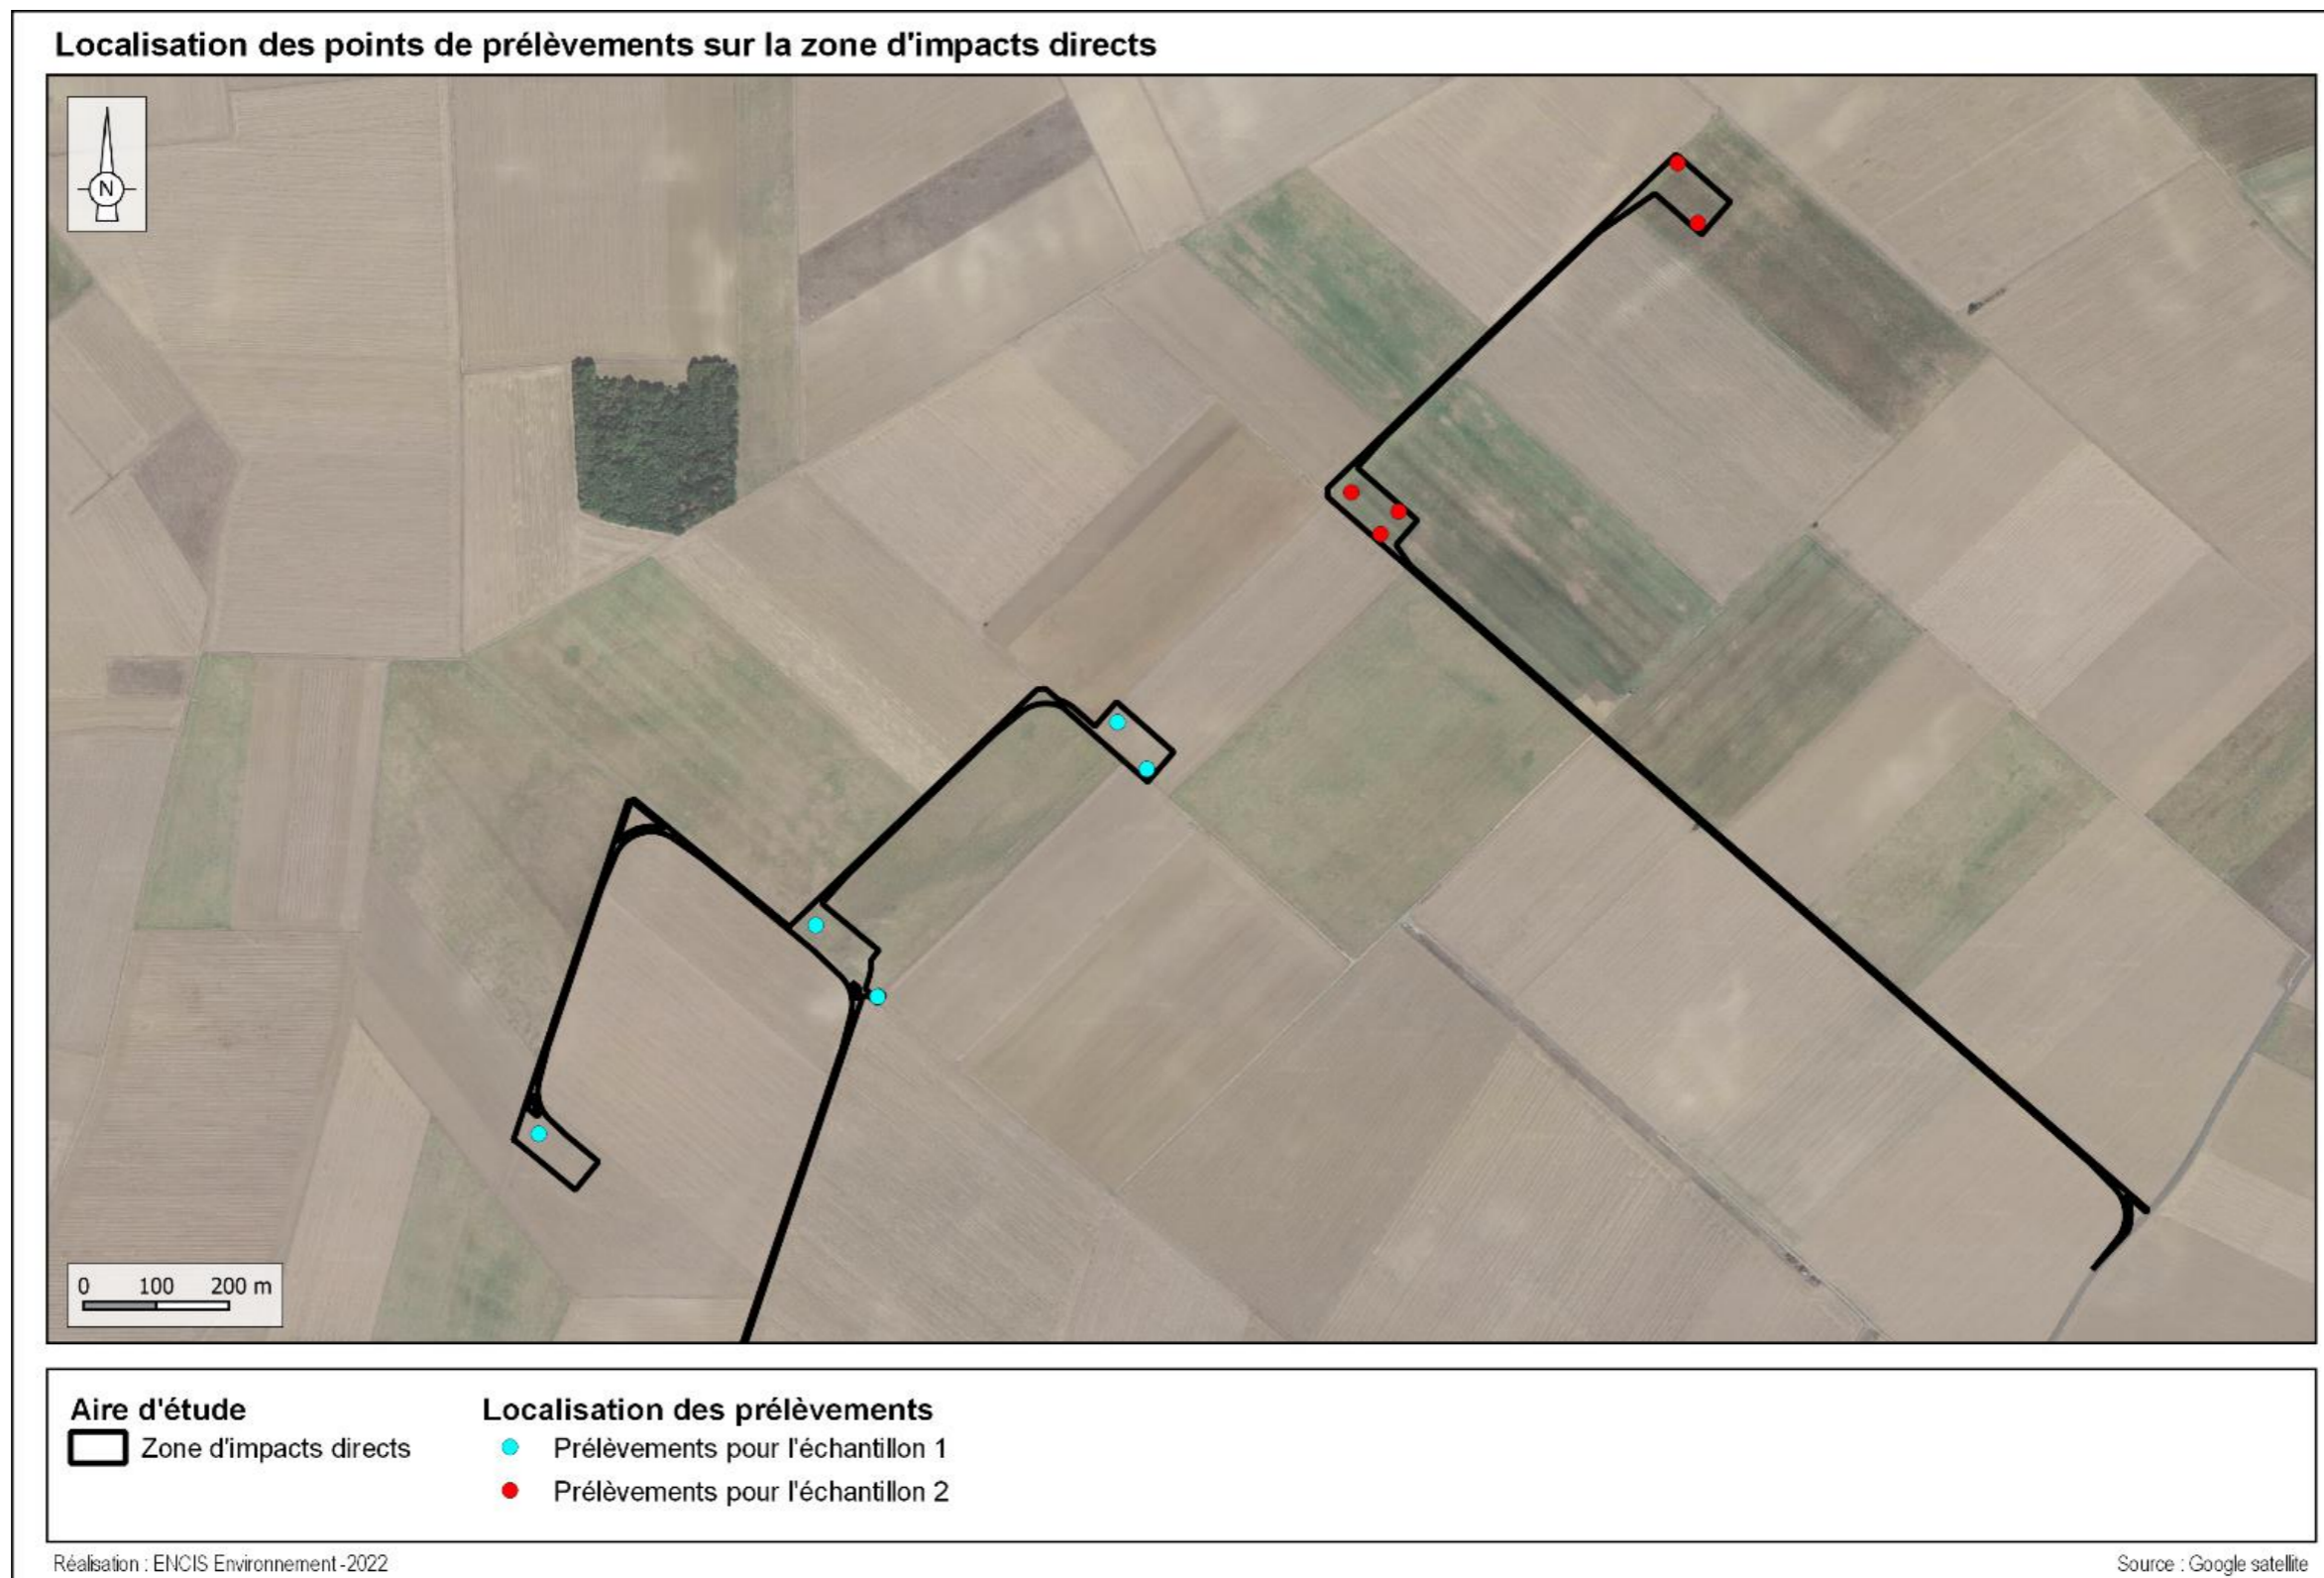 Localisation des points de prélèvements sur la zone d'impacts directs
N
0 100 200 m
Aire d'étude
Zone d'impacts directs
Localisation des prélèvements
Prélèvements pour l'échantillon 1
Prélèvements pour l'échantillon 2
Réalisation : ENCIS Environnement -2022
Source : Google satellite